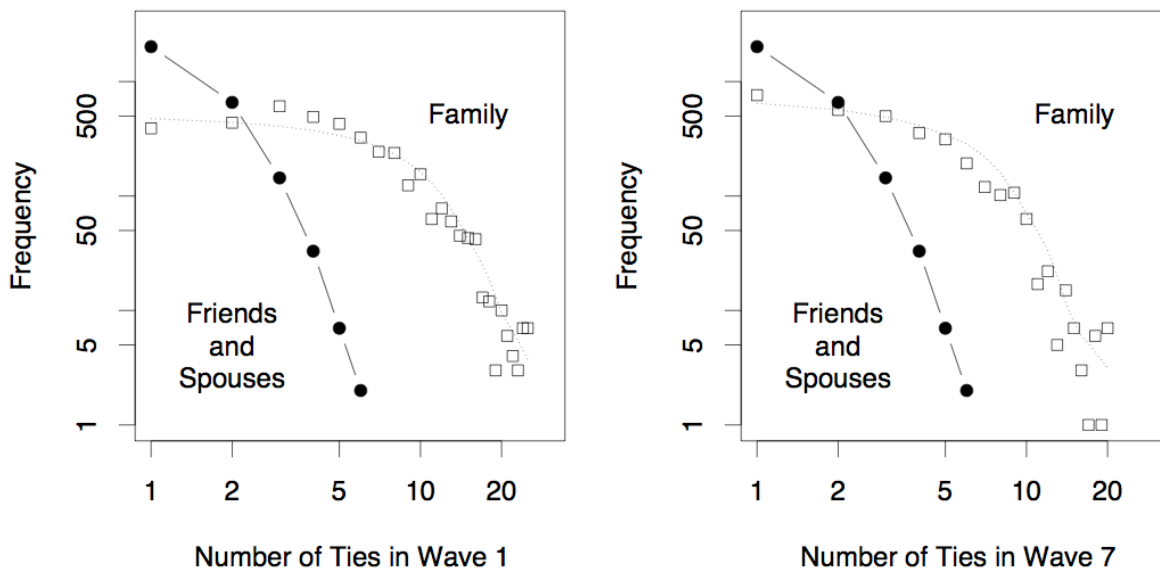 Frequency
500
50
5
1
Family
Friends
and
Spouses
1 2 5 10 20
Number of Ties in Wave 1
Frequency
500
50
5
1
Family
Friends
and
Spouses
1 2 5 10 20
Number of Ties in Wave 7